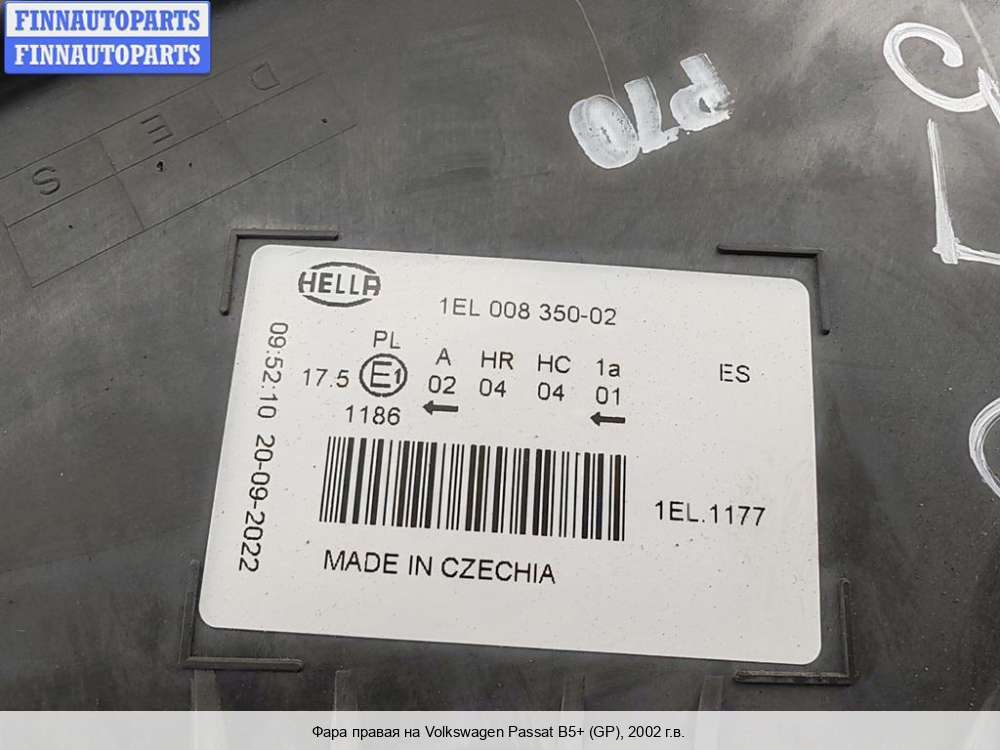 FINNAUTOPARTS
FINNAUTOPARTS
D E S
P70
HELLA
1EL 008 350-02
PL
17.5 E1 A HR HC 1a
02 04 04 01
1186
ES
09:52:10 20-09-2022
1EL.1177
MADE IN CZECHIA
Фара правая на Volkswagen Passat B5+ (GP), 2002 г.в.